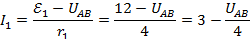 I₁ = (ℰ₁ − U_AB)/r₁ = (12 − U_AB)/4 = 3 − U_AB/4